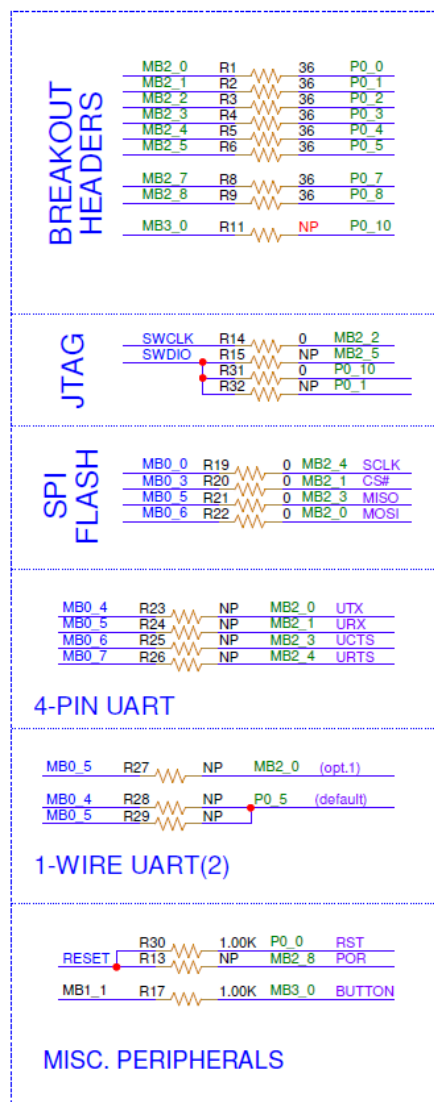 BREAKOUT
HEADERS
MB2_0 R1 36 P0_0
MB2_1 R2 36 P0_1
MB2_2 R3 36 P0_2
MB2_3 R4 36 P0_3
MB2_4 R5 36 P0_4
MB2_5 R6 36 P0_5
MB2_7 R8 36 P0_7
MB2_8 R9 36 P0_8
MB3_0 R11 NP P0_10
JTAG
SWCLK R14 0 MB2_2
SWDIO R15 NP MB2_5
R31 0 P0_10
R32 NP P0_1
SPI
FLASH
MB0_0 R19 0 MB2_4 SCLK
MB0_3 R20 0 MB2_1 CS#
MB0_5 R21 0 MB2_3 MISO
MB0_6 R22 0 MB2_0 MOSI
MB0_4 R23 NP MB2_0 UTX
MB0_5 R24 NP MB2_1 URX
MB0_6 R25 NP MB2_3 UCTS
MB0_7 R26 NP MB2_4 URTS
4-PIN UART
MB0_5 R27 NP MB2_0 (opt.1)
MB0_4 R28 NP P0_5 (default)
MB0_5 R29 NP
1-WIRE UART(2)
R30 1.00K P0_0 RST
RESET R13 NP MB2_8 POR
MB1_1 R17 1.00K MB3_0 BUTTON
MISC. PERIPHERALS